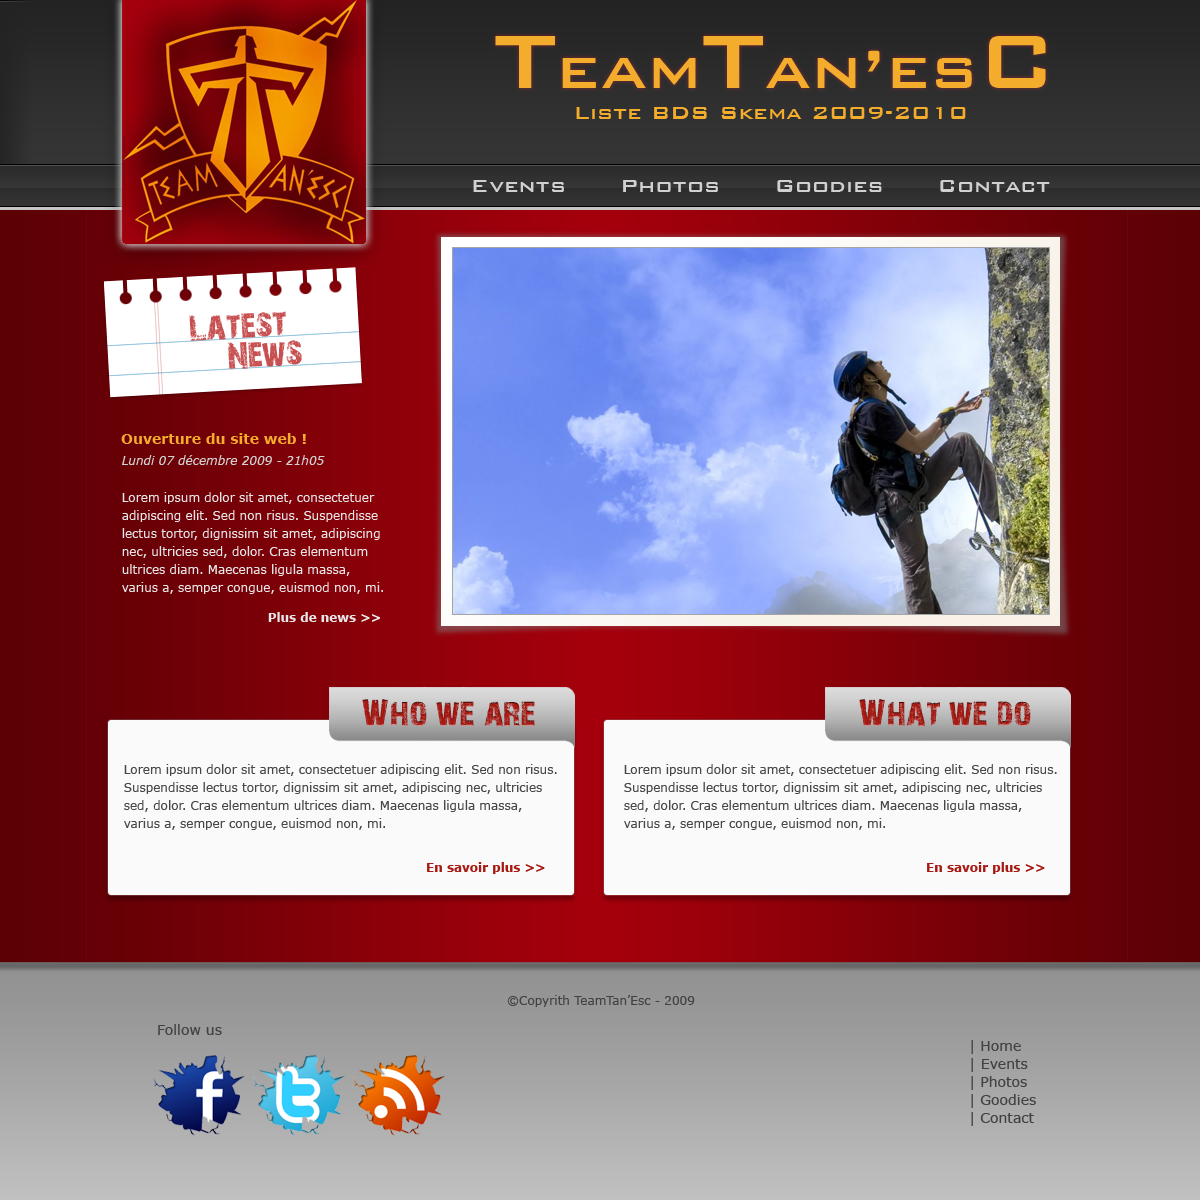 TEAM TAN'ESC
TeamTan'esC
Liste BDS Skema 2009-2010
Events Photos Goodies Contact
LATEST
NEWS
Ouverture du site web !
Lundi 07 décembre 2009 - 21h05
Lorem ipsum dolor sit amet, consectetuer
adipiscing elit. Sed non risus. Suspendisse
lectus tortor, dignissim sit amet, adipiscing
nec, ultricies sed, dolor. Cras elementum
ultrices diam. Maecenas ligula massa,
varius a, semper congue, euismod non, mi.
Plus de news >>
Who we are
Lorem ipsum dolor sit amet, consectetuer adipiscing elit. Sed non risus.
Suspendisse lectus tortor, dignissim sit amet, adipiscing nec, ultricies
sed, dolor. Cras elementum ultrices diam. Maecenas ligula massa,
varius a, semper congue, euismod non, mi.
En savoir plus >>
What we do
Lorem ipsum dolor sit amet, consectetuer adipiscing elit. Sed non risus.
Suspendisse lectus tortor, dignissim sit amet, adipiscing nec, ultricies
sed, dolor. Cras elementum ultrices diam. Maecenas ligula massa,
varius a, semper congue, euismod non, mi.
En savoir plus >>
©Copyrith TeamTan'Esc - 2009
Follow us
| Home
| Events
| Photos
| Goodies
| Contact